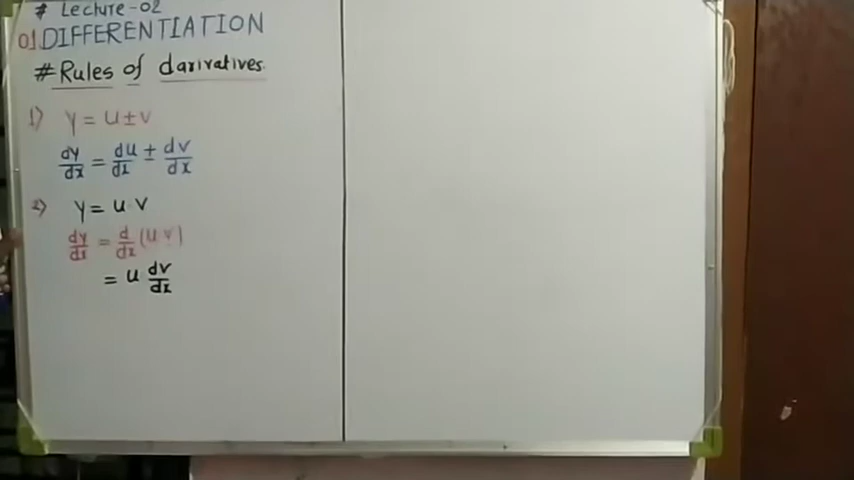 # Lecture-02
01 DIFFERENTIATION
# Rules of darivatives
1) y = u ± v
dy/dx = du/dx ± dv/dx
2) y = u v
dy/dx = d/dx (u v)
= u dv/dx